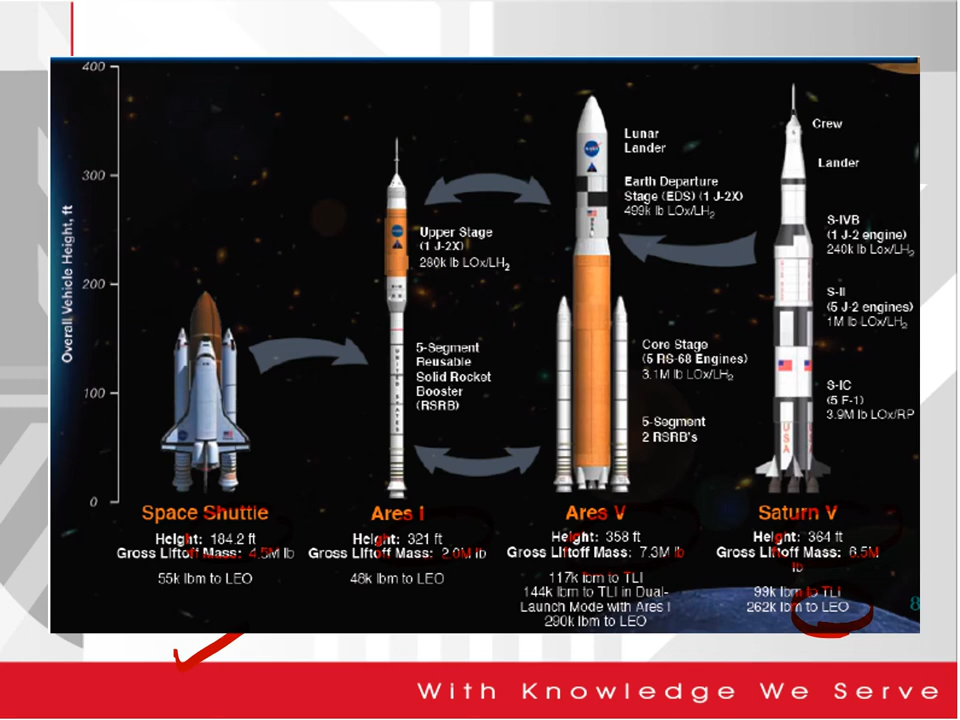 400
300
200
100
0
Overall Vehicle Height, ft
Upper Stage
(1 J-2X)
280k lb LOx/LH2
5-Segment
Reusable
Solid Rocket
Booster
(RSRB)
UNITED STATES
Lunar
Lander
Earth Departure
Stage (EDS) (1 J-2X)
499k lb LOx/LH2
Core Stage
(5 RS-68 Engines)
3.1M lb LOx/LH2
5-Segment
2 RSRB's
Crew
Lander
S-IVB
(1 J-2 engine)
240k lb LOx/LH2
S-II
(5 J-2 engines)
1M lb LOx/LH2
S-IC
(5 F-1)
3.9M lb LOx/RP
USA
Space Shuttle
Height: 184.2 ft
Gross Liftoff Mass: 4.5M lb
55k lbm to LEO
Ares I
Height: 321 ft
Gross Liftoff Mass: 2.0M lb
48k lbm to LEO
Ares V
Height: 358 ft
Gross Liftoff Mass: 7.3M lb
117k lbm to TLI
144k lbm to TLI in Dual-
Launch Mode with Ares I
290k lbm to LEO
Saturn V
Height: 364 ft
Gross Liftoff Mass: 6.5M
lb
99k lbm to TLI
262k lbm to LEO
8
With Knowledge We Serve